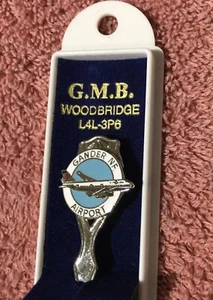 G.M.B.
WOODBRIDGE
L4L-3P6
GANDER NF
AIRPORT